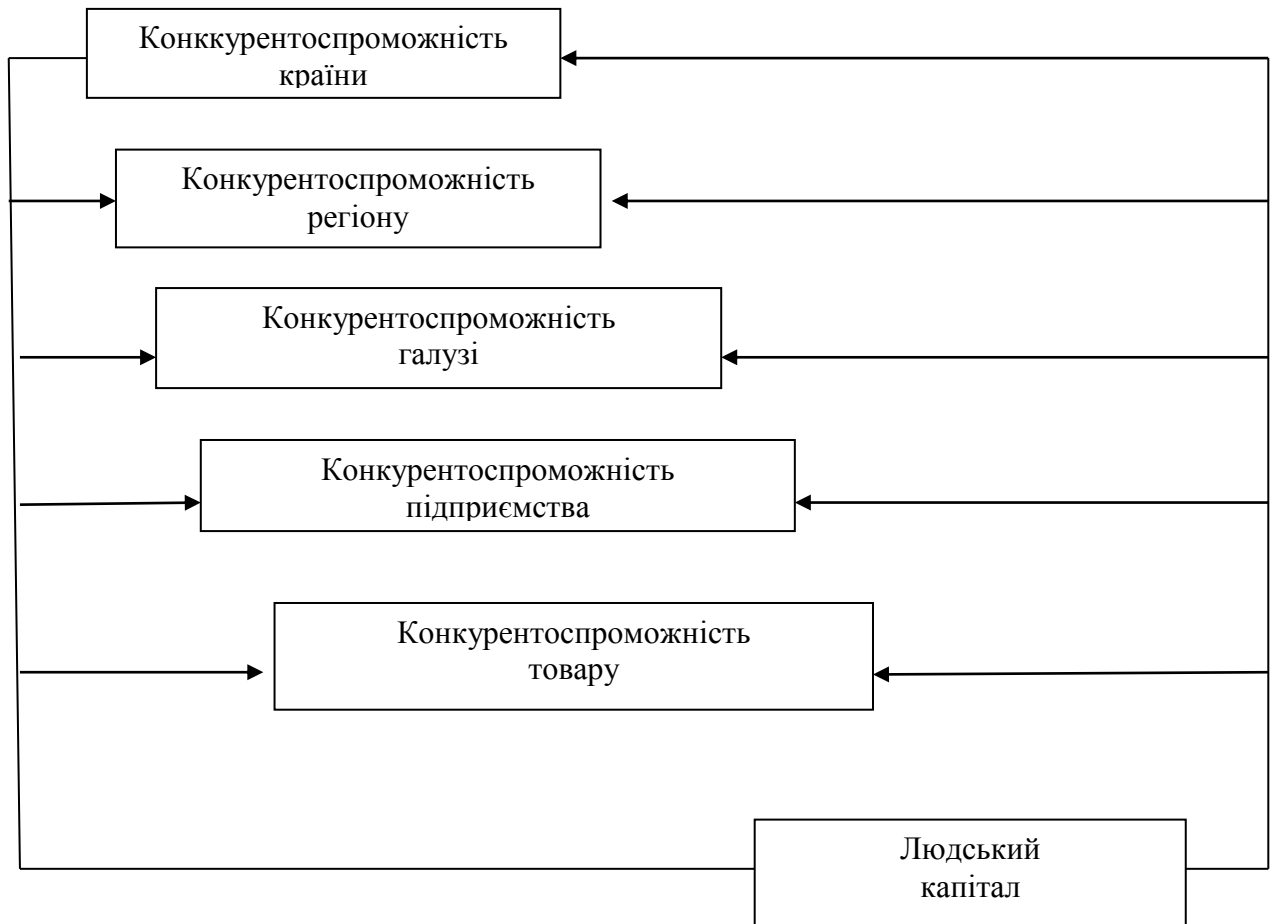 Конккурентоспроможність
країни
Конкурентоспроможність
регіону
Конкурентоспроможність
галузі
Конкурентоспроможність
підприємства
Конкурентоспроможність
товару
Людський
капітал